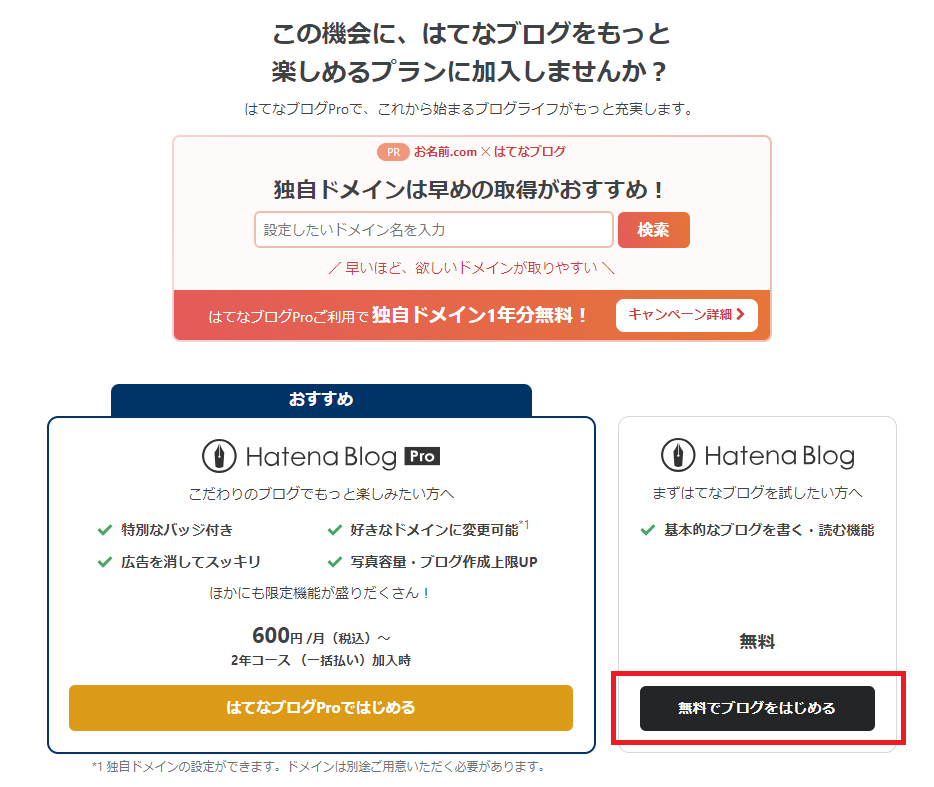 この機会に、はてなブログをもっと
楽しめるプランに加入しませんか？
はてなブログProで、これから始まるブログライフがもっと充実します。
PR お名前.com×はてなブログ
独自ドメインは早めの取得がおすすめ！
設定したいドメイン名を入力 検索
／ 早いほど、欲しいドメインが取りやすい ＼
はてなブログProご利用で 独自ドメイン1年分無料！ キャンペーン詳細
おすすめ
Hatena Blog Pro
こだわりのブログでもっと楽しみたい方へ
特別なバッジ付き
好きなドメインに変更可能*1
広告を消してスッキリ
写真容量・ブログ作成上限UP
ほかにも限定機能が盛りだくさん！
600円 /月（税込）～
2年コース （一括払い）加入時
はてなブログProではじめる
*1 独自ドメインの設定ができます。ドメインは別途ご用意いただく必要があります。
Hatena Blog
まずはてなブログを試したい方へ
基本的なブログを書く・読む機能
無料
無料でブログをはじめる